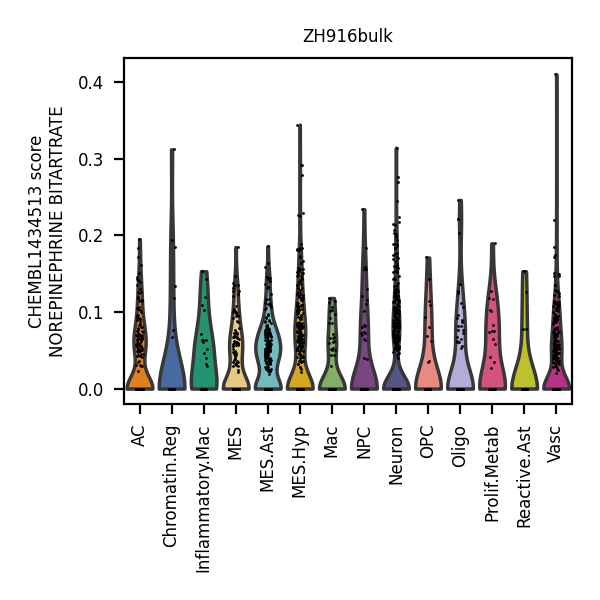 ZH916bulk
CHEMBL1434513 score
NOREPINEPHRINE BITARTRATE
0.4
0.3
0.2
0.1
0.0
AC
Chromatin.Reg
Inflammatory.Mac
MES
MES.Ast
MES.Hyp
Mac
NPC
Neuron
OPC
Oligo
Prolif.Metab
Reactive.Ast
Vasc